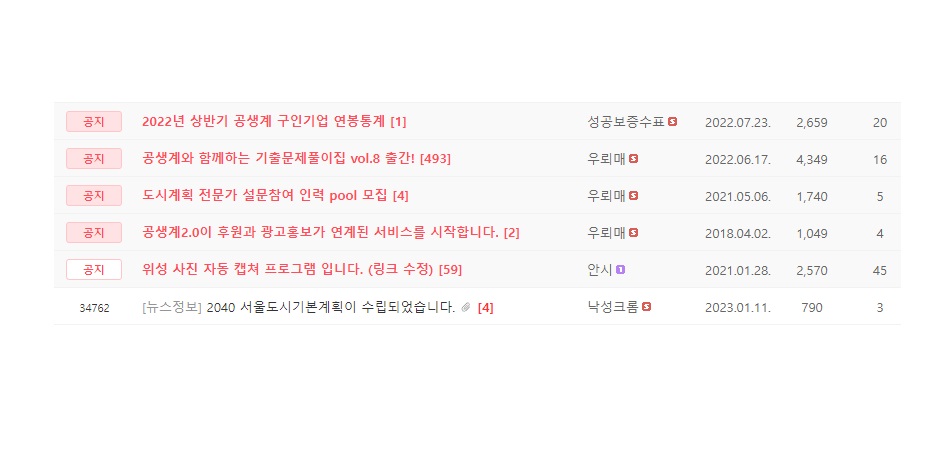 공지 2022년 상반기 공생계 구인기업 연봉통계 [1] 성공보증수표 S 2022.07.23. 2,659 20
공지 공생계와 함께하는 기출문제풀이집 vol.8 출간! [493] 우뢰매 S 2022.06.17. 4,349 16
공지 도시계획 전문가 설문참여 인력 pool 모집 [4] 우뢰매 S 2021.05.06. 1,740 5
공지 공생계2.0이 후원과 광고홍보가 연계된 서비스를 시작합니다. [2] 우뢰매 S 2018.04.02. 1,049 4
공지 위성 사진 자동 캡쳐 프로그램 입니다. (링크 수정) [59] 안시 1 2021.01.28. 2,570 45
34762 [뉴스정보] 2040 서울도시기본계획이 수립되었습니다. [4] 낙성크롬 S 2023.01.11. 790 3